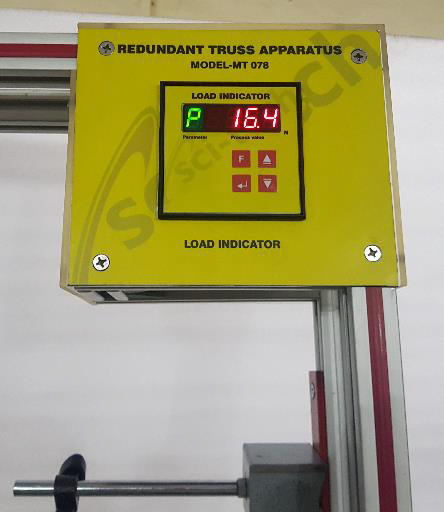 REDUNDANT TRUSS APPARATUS
MODEL-MT 078
LOAD INDICATOR
P 16.4
N
Parameter Process value
F
LOAD INDICATOR